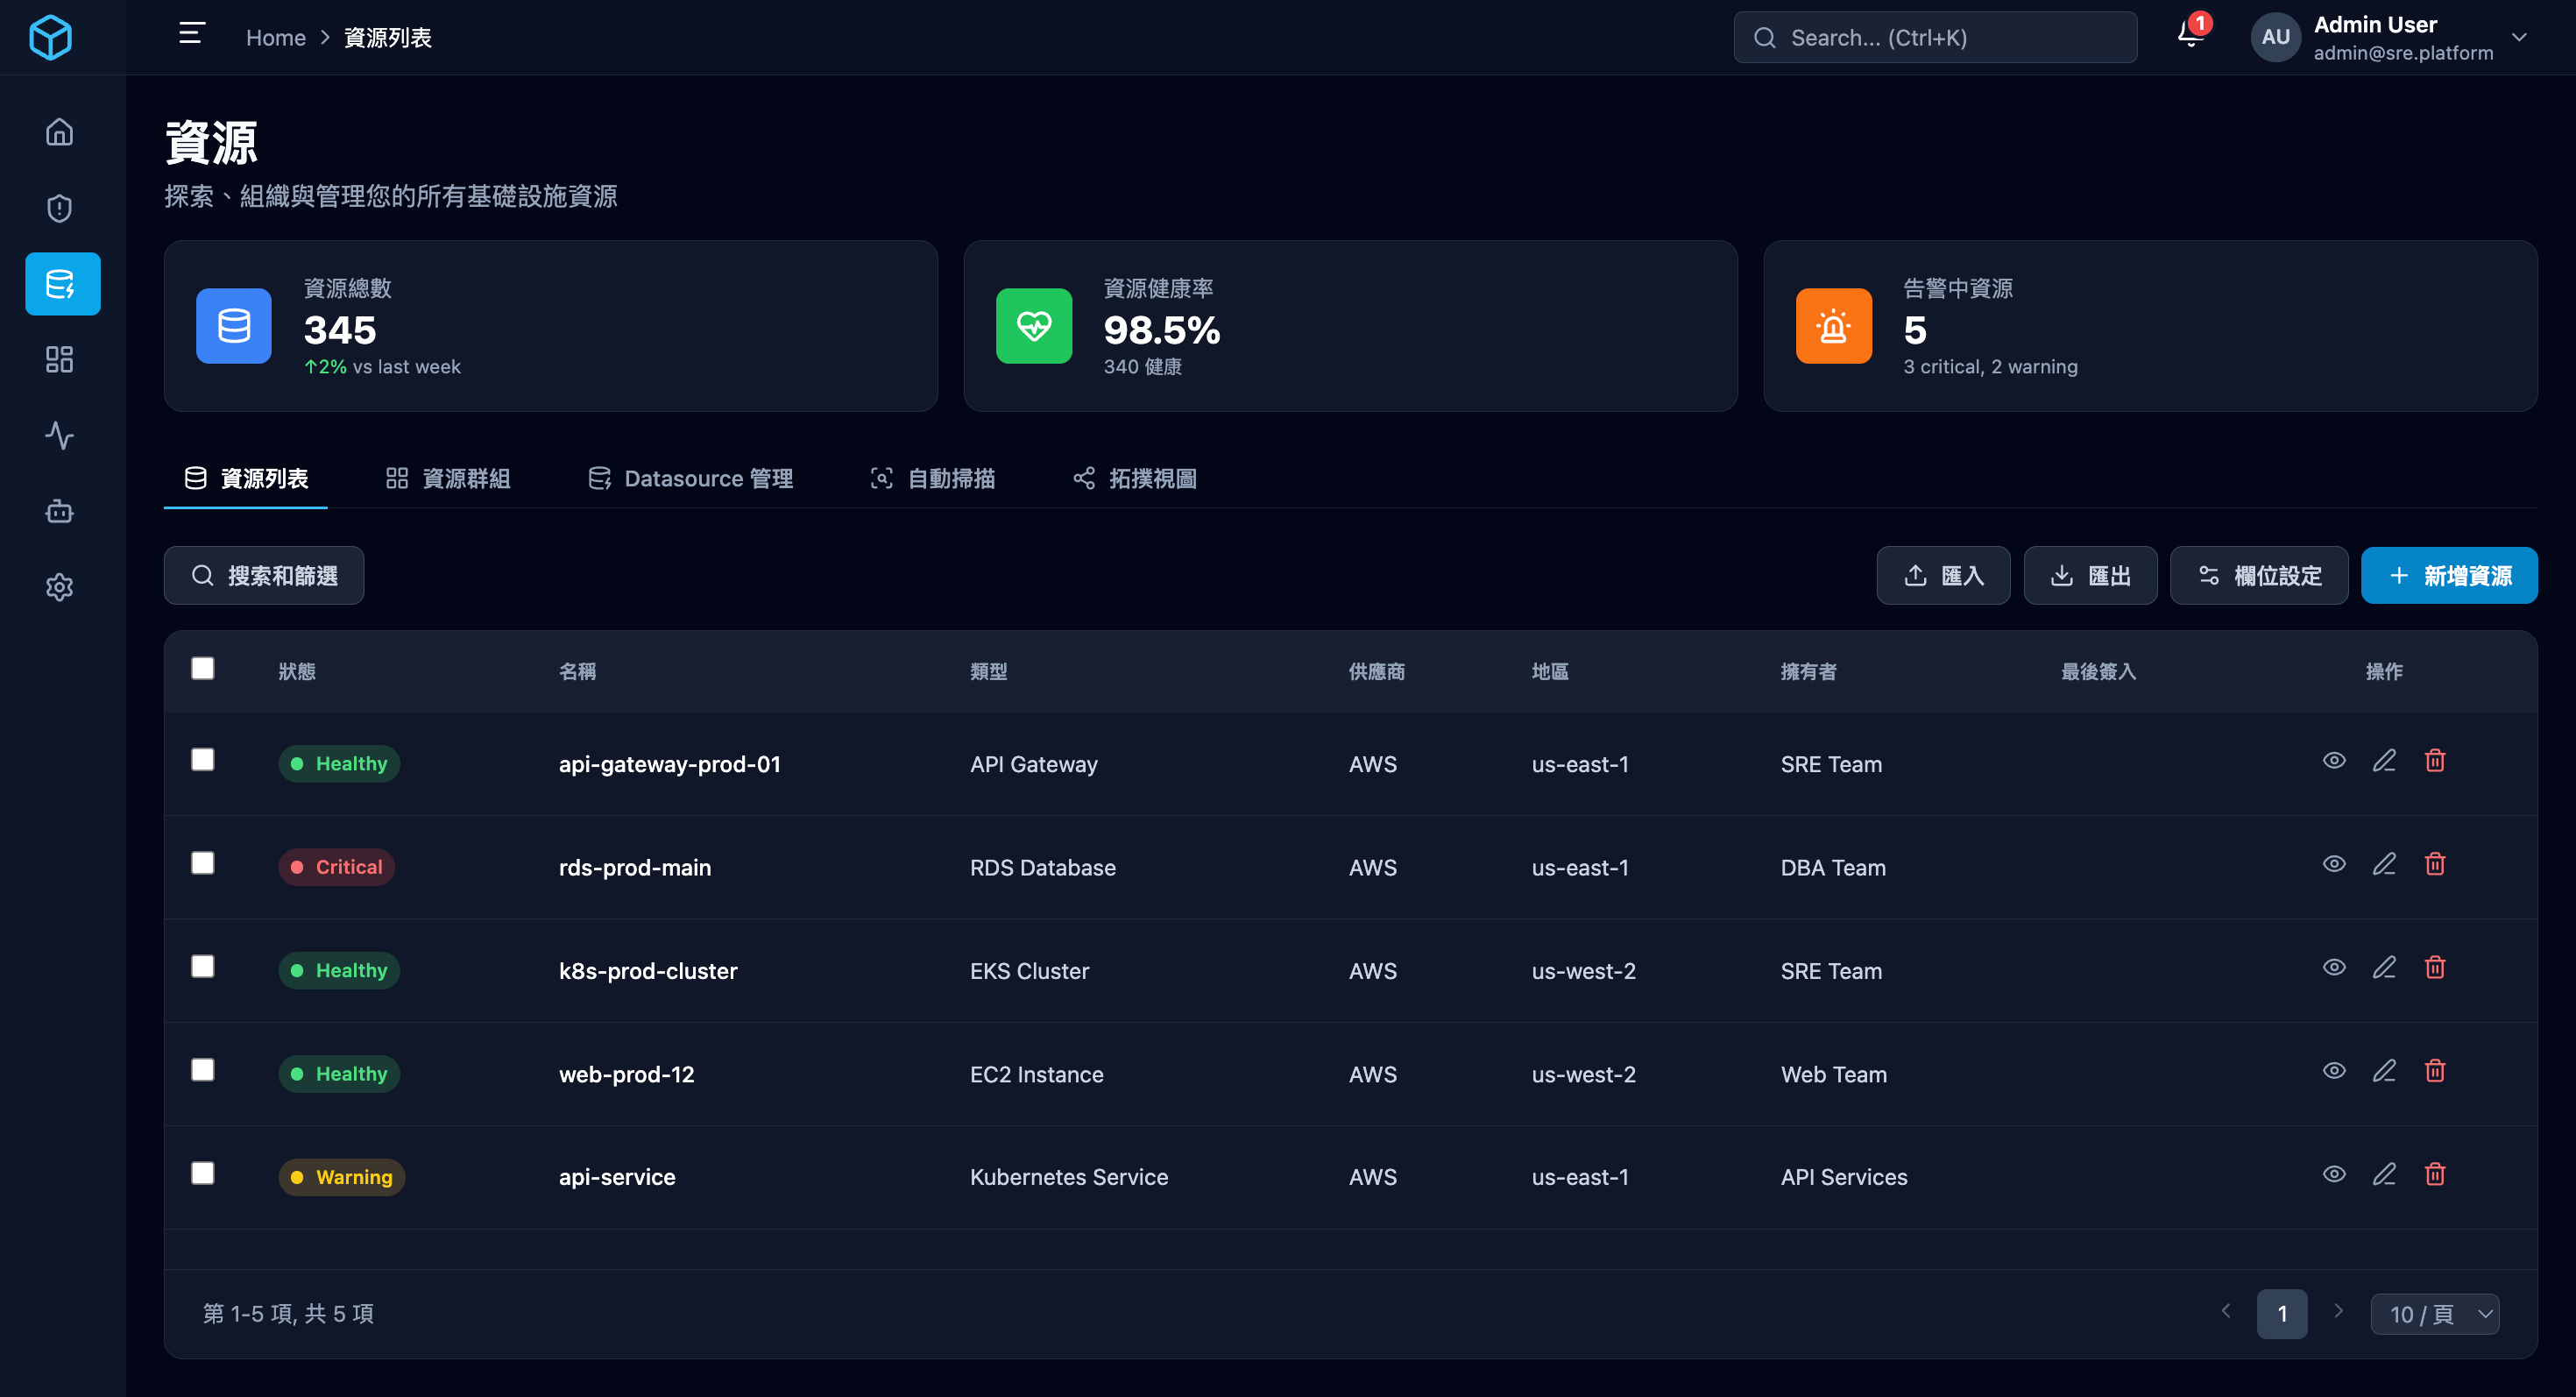 Home > 資源列表
Search... (Ctrl+K)
1
AU
Admin User
admin@sre.platform
資源
探索、組織與管理您的所有基礎設施資源
資源總數
345
↑2% vs last week
資源健康率
98.5%
340 健康
告警中資源
5
3 critical, 2 warning
資源列表 資源群組 Datasource 管理 自動掃描 拓撲視圖
搜索和篩選 匯入 匯出 欄位設定 + 新增資源
狀態 名稱 類型 供應商 地區 擁有者 最後簽入 操作
Healthy api-gateway-prod-01 API Gateway AWS us-east-1 SRE Team
Critical rds-prod-main RDS Database AWS us-east-1 DBA Team
Healthy k8s-prod-cluster EKS Cluster AWS us-west-2 SRE Team
Healthy web-prod-12 EC2 Instance AWS us-west-2 Web Team
Warning api-service Kubernetes Service AWS us-east-1 API Services
第 1-5 項, 共 5 項 1 10 / 頁